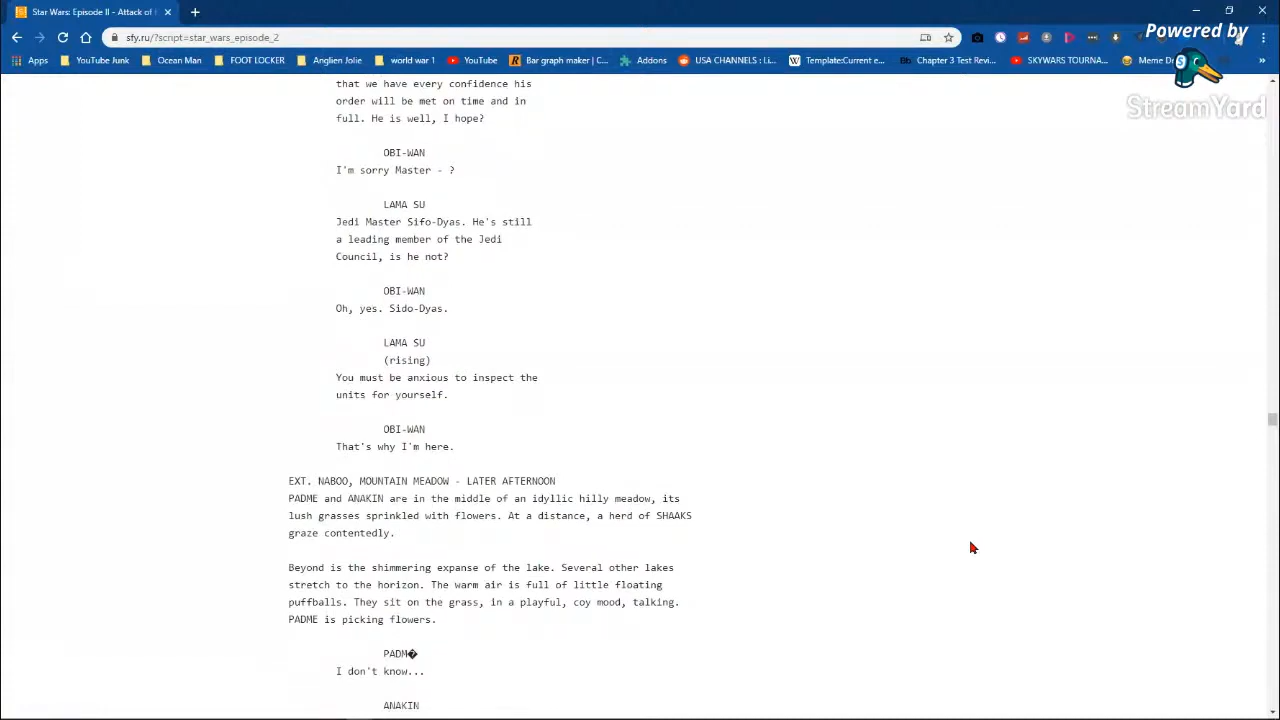 Star Wars: Episode II - Attack of
sfy.ru/?script=star_wars_episode_2
Powered by
StreamYard
Apps YouTube Junk Ocean Man FOOT LOCKER Anglien Jolie world war 1 YouTube Bar graph maker | C... Addons USA CHANNELS : Li... Template:Current e... Bb Chapter 3 Test Revi... SKYWARS TOURNA... Meme De
that we have every confidence his
order will be met on time and in
full. He is well, I hope?
OBI-WAN
I'm sorry Master - ?
LAMA SU
Jedi Master Sifo-Dyas. He's still
a leading member of the Jedi
Council, is he not?
OBI-WAN
Oh, yes. Sido-Dyas.
LAMA SU
(rising)
You must be anxious to inspect the
units for yourself.
OBI-WAN
That's why I'm here.
EXT. NABOO, MOUNTAIN MEADOW - LATER AFTERNOON
PADME and ANAKIN are in the middle of an idyllic hilly meadow, its
lush grasses sprinkled with flowers. At a distance, a herd of SHAAKS
graze contentedly.
Beyond is the shimmering expanse of the lake. Several other lakes
stretch to the horizon. The warm air is full of little floating
puffballs. They sit on the grass, in a playful, coy mood, talking.
PADME is picking flowers.
PADM�
I don't know...
ANAKIN